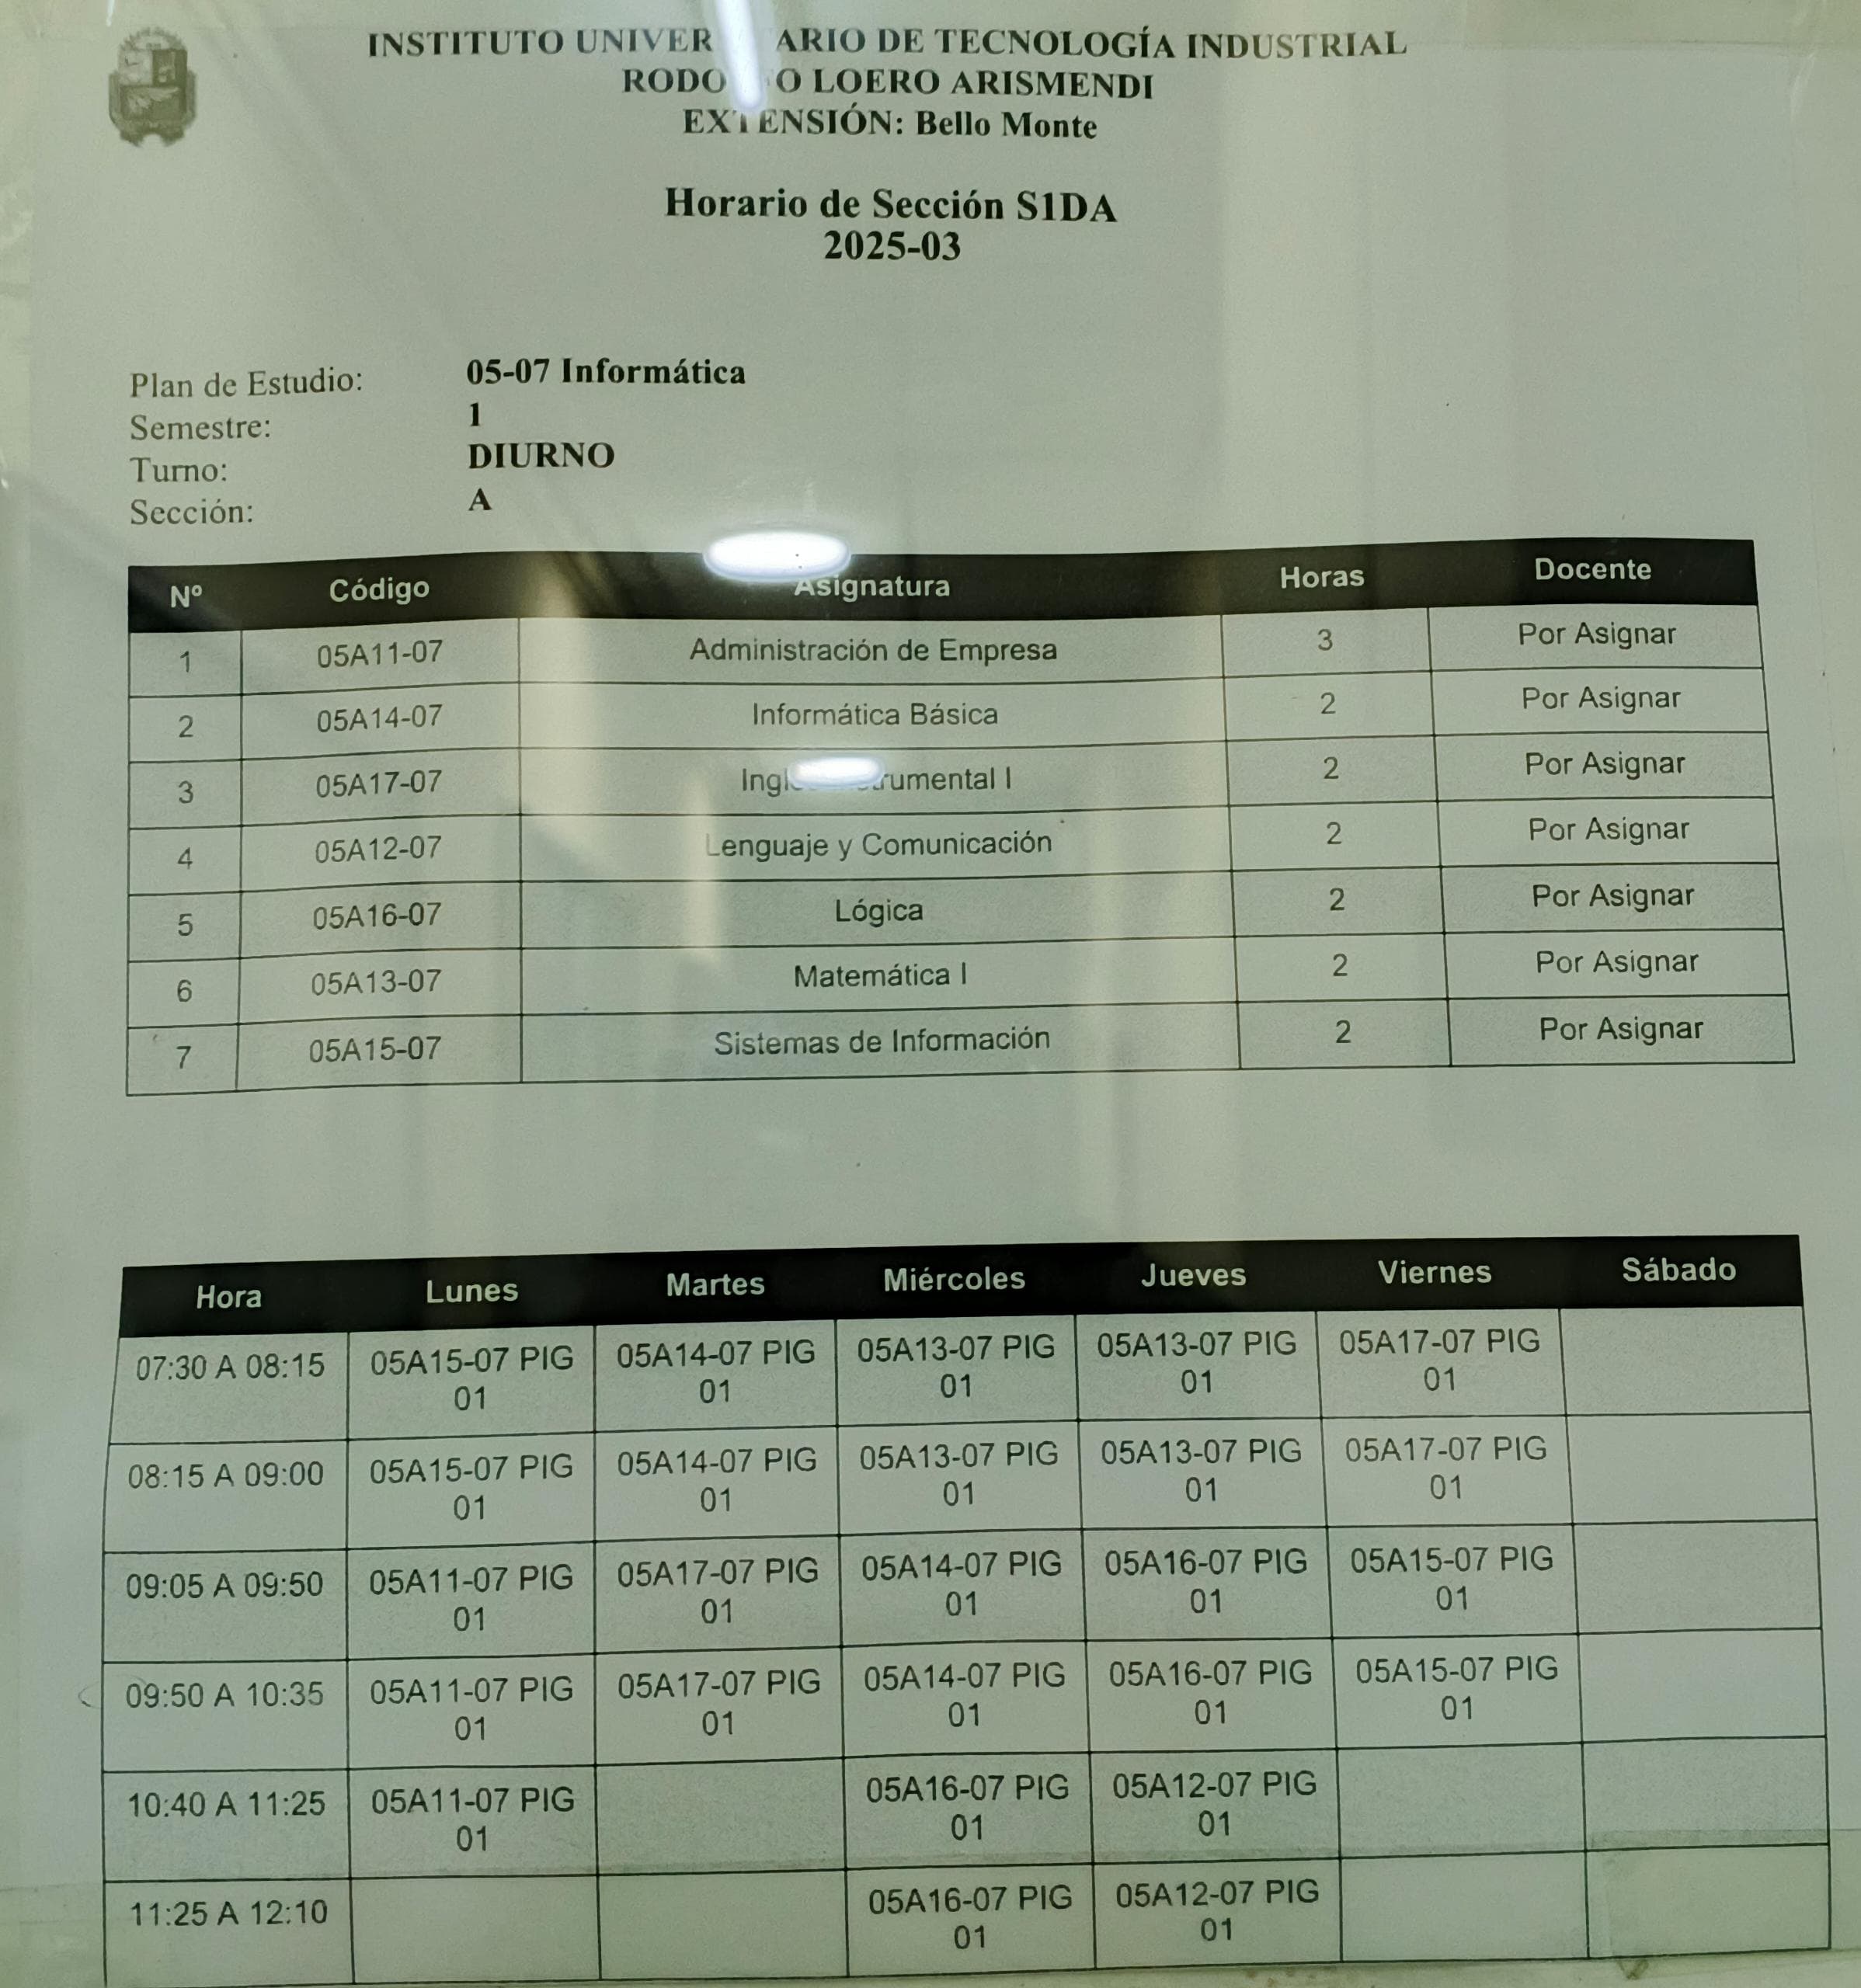 INSTITUTO DE TECNOLOGÍA INDUSTRIAL
LOERO ARISMENDI
EXTENSIÓN: Bello Monte
Horario de Sección S1DA
2025-03
Plan de Estudio: 05-07 Informática
Semestre: 1
Turno: DIURNO
Sección: A
Nº Código Asignatura Horas Docente
1 05A11-07 Administración de Empresa 3 Por Asignar
2 05A14-07 Informática Básica 2 Por Asignar
3 05A17-07 I 2 Por Asignar
4 05A12-07 Lenguaje y Comunicación 2 Por Asignar
5 05A16-07 Lógica 2 Por Asignar
6 05A13-07 Matemática I 2 Por Asignar
7 05A15-07 Sistemas de Información 2 Por Asignar
Hora Lunes Martes Miércoles Jueves Viernes Sábado
07:30 A 08:15 05A15-07 PIG 05A14-07 PIG 05A13-07 PIG 05A13-07 PIG 05A17-07 PIG
01 01 01 01 01
08:15 A 09:00 05A15-07 PIG 05A14-07 PIG 05A13-07 PIG 05A13-07 PIG 05A17-07 PIG
01 01 01 01 01
09:05 A 09:50 05A11-07 PIG 05A17-07 PIG 05A14-07 PIG 05A16-07 PIG 05A15-07 PIG
01 01 01 01 01
09:50 A 10:35 05A11-07 PIG 05A17-07 PIG 05A14-07 PIG 05A16-07 PIG 05A15-07 PIG
01 01 01 01 01
10:40 A 11:25 05A11-07 PIG 05A16-07 PIG 05A12-07 PIG
01 01 01
11:25 A 12:10 05A16-07 PIG 05A12-07 PIG
01 01